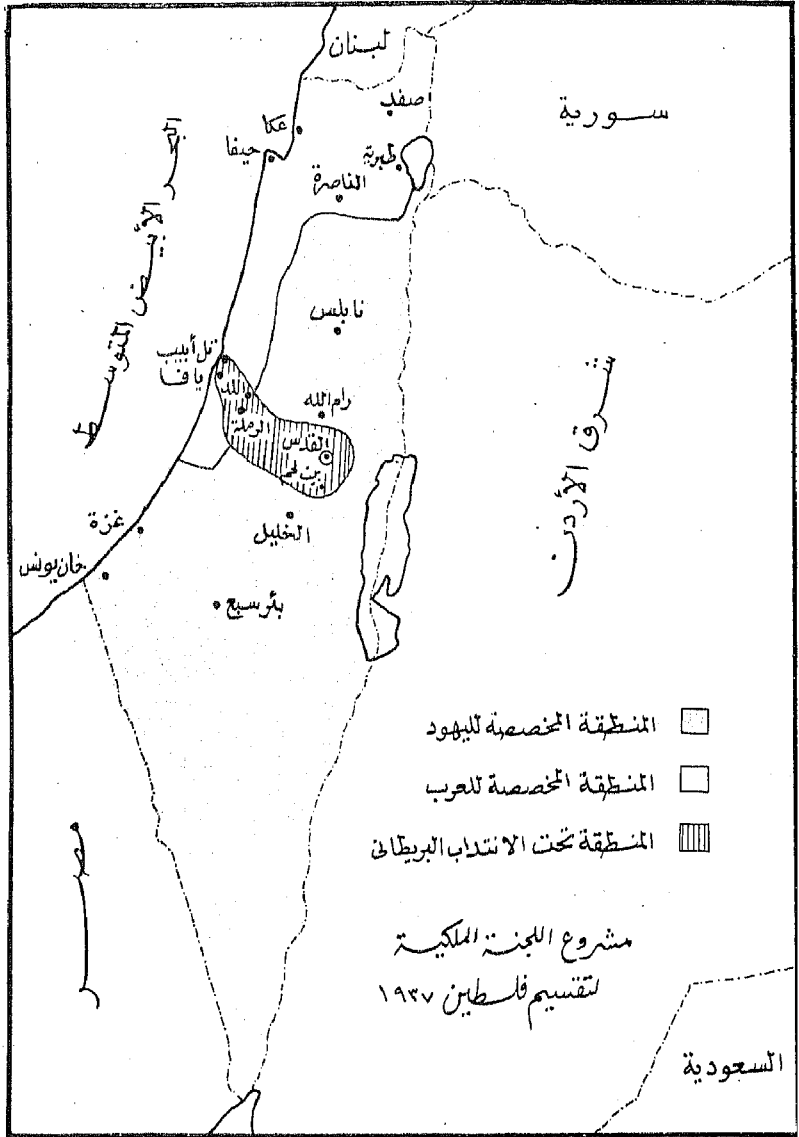 لبنان
صفد
سورية
عكا
حيفا
طبرية
الناصرة
البحر الأبيض المتوسط
نابلس
تل أبيب
يافا
اللد
رام الله
الرملة
القدس
بيت لحم
شرق الأردن
غزة
الخليل
خان يونس
بئر سبع
المنطقة المخصصة لليهود
المنطقة المخصصة للعرب
المنطقة تحت الانتداب البريطاني
مصر
مشروع اللجنة الملكية
لتقسيم فلسطين ١٩٣٧
السعودية